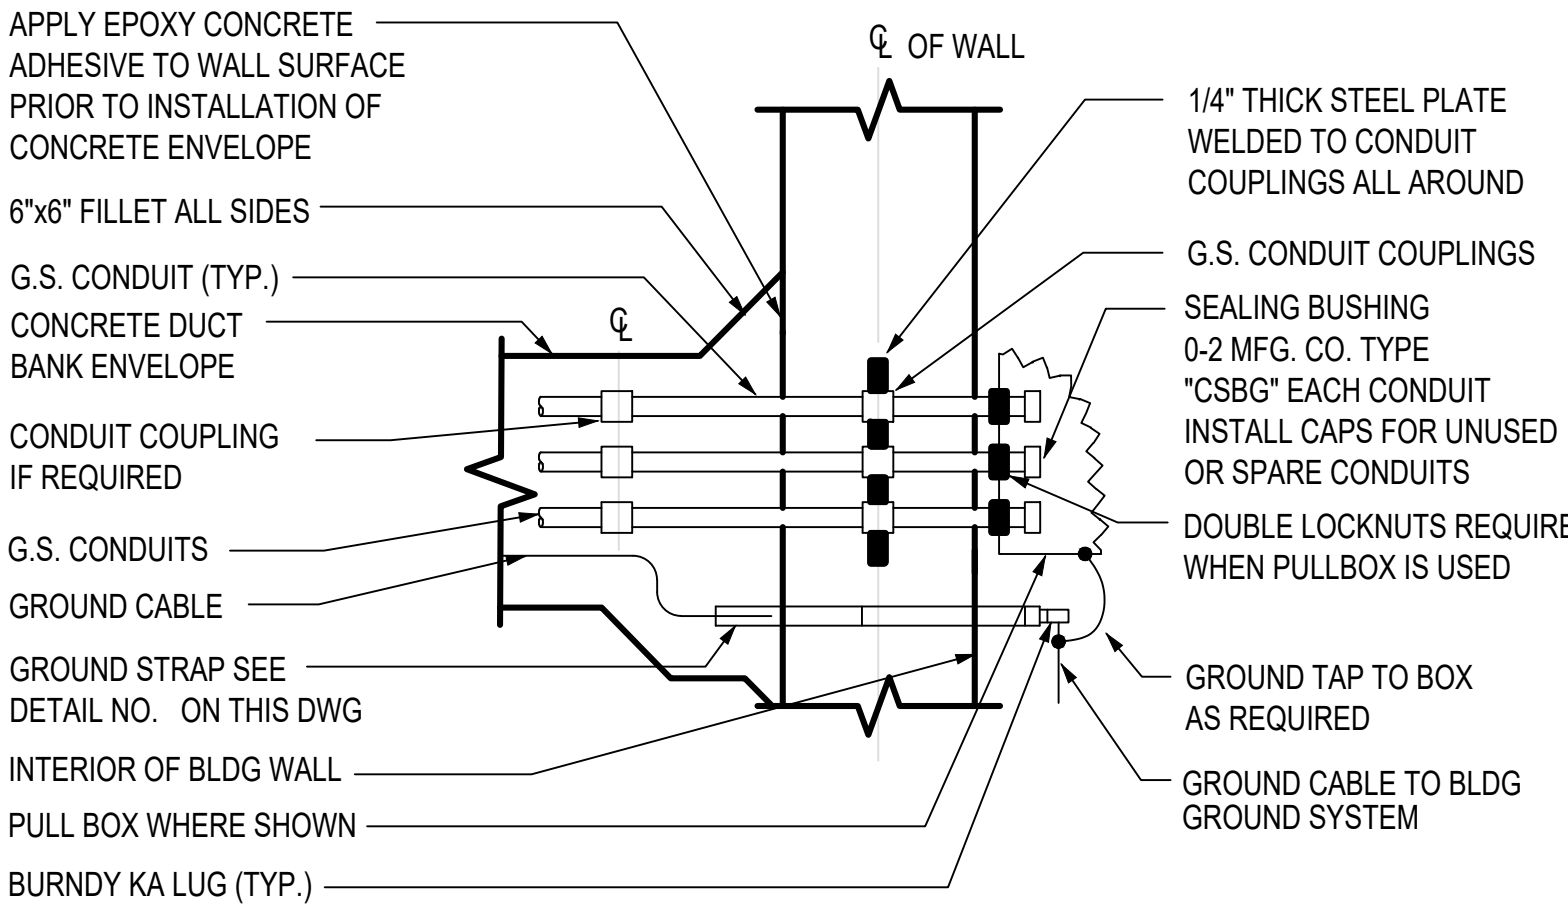 APPLY EPOXY CONCRETE
ADHESIVE TO WALL SURFACE
PRIOR TO INSTALLATION OF
CONCRETE ENVELOPE
6"x6" FILLET ALL SIDES
G.S. CONDUIT (TYP.)
CONCRETE DUCT
BANK ENVELOPE
CONDUIT COUPLING
IF REQUIRED
G.S. CONDUITS
GROUND CABLE
GROUND STRAP SEE
DETAIL NO. ON THIS DWG
INTERIOR OF BLDG WALL
PULL BOX WHERE SHOWN
BURNDY KA LUG (TYP.)
℄
℄ OF WALL
1/4" THICK STEEL PLATE
WELDED TO CONDUIT
COUPLINGS ALL AROUND
G.S. CONDUIT COUPLINGS
SEALING BUSHING
0-2 MFG. CO. TYPE
"CSBG" EACH CONDUIT
INSTALL CAPS FOR UNUSED
OR SPARE CONDUITS
DOUBLE LOCKNUTS REQUIRE
WHEN PULLBOX IS USED
GROUND TAP TO BOX
AS REQUIRED
GROUND CABLE TO BLDG
GROUND SYSTEM